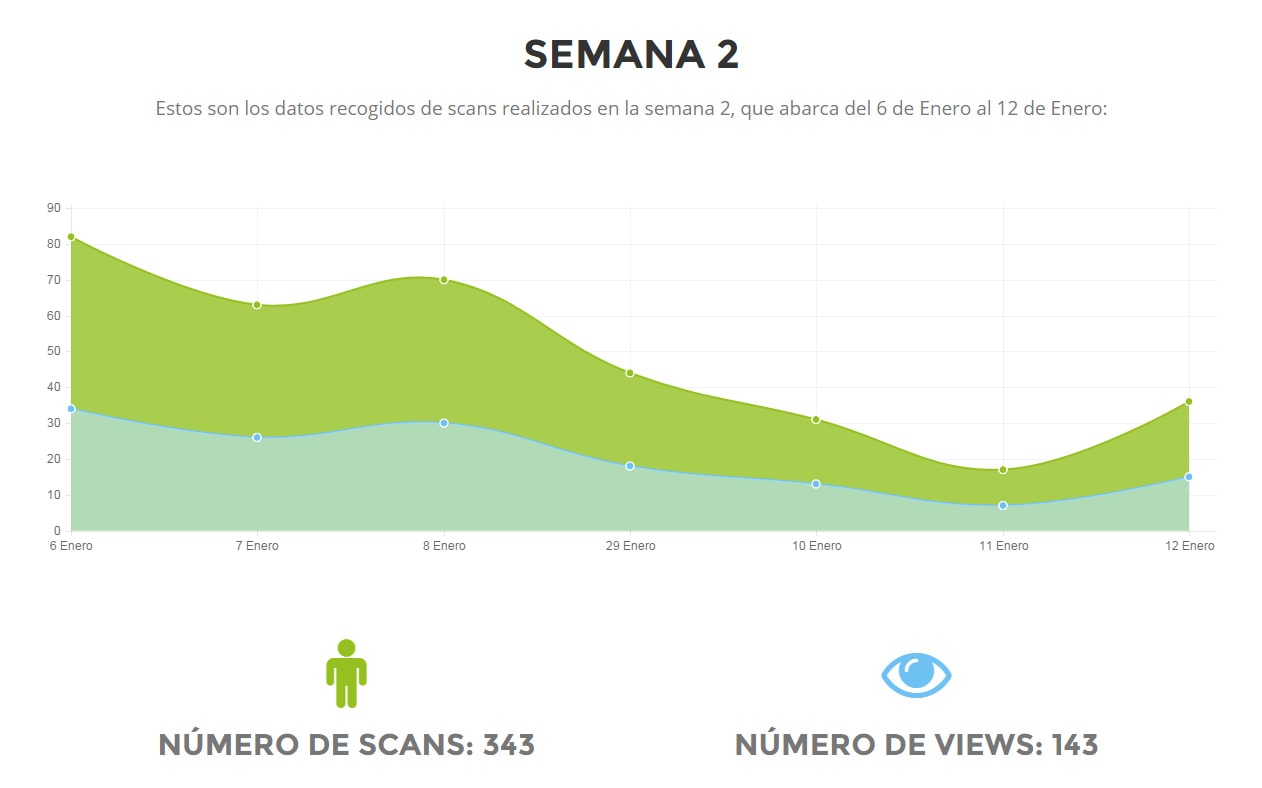 SEMANA 2
Estos son los datos recogidos de scans realizados en la semana 2, que abarca del 6 de Enero al 12 de Enero:
90
80
70
60
50
40
30
20
10
0
6 Enero 7 Enero 8 Enero 29 Enero 10 Enero 11 Enero 12 Enero
NÚMERO DE SCANS: 343 NÚMERO DE VIEWS: 143